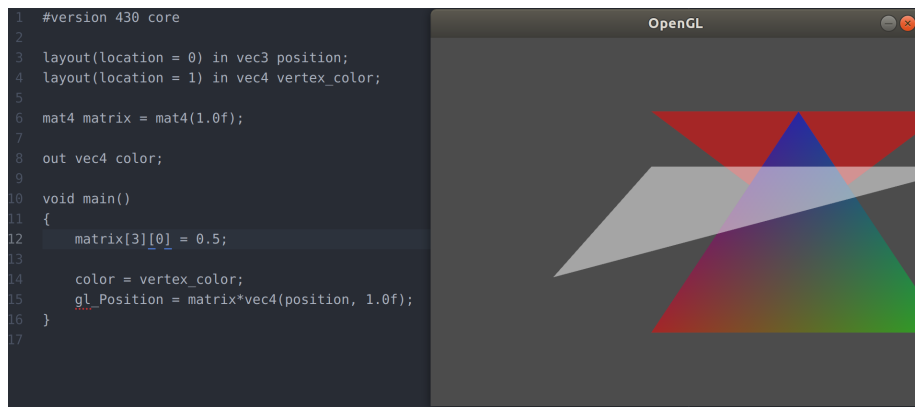 1 #version 430 core
2
3 layout(location = 0) in vec3 position;
4 layout(location = 1) in vec4 vertex_color;
5
6 mat4 matrix = mat4(1.0f);
7
8 out vec4 color;
9
10 void main()
11 {
12 matrix[3][0] = 0.5;
13
14 color = vertex_color;
15 gl_Position = matrix*vec4(position, 1.0f);
16 }
17
OpenGL